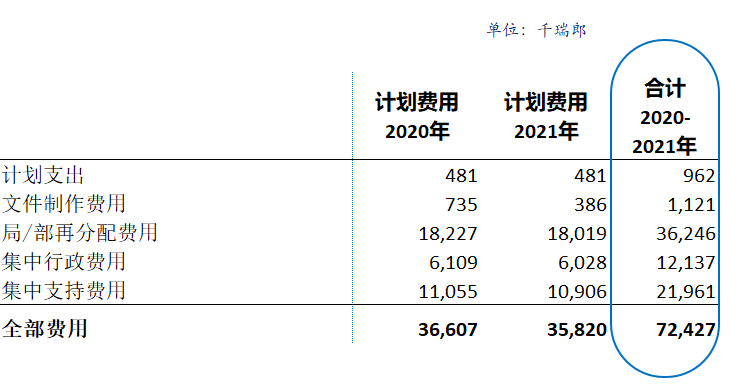 单位：千瑞郎
计划费用 计划费用 合计
2020年 2021年 2020-
2021年
计划支出 481 481 962
文件制作费用 735 386 1,121
局/部再分配费用 18,227 18,019 36,246
集中行政费用 6,109 6,028 12,137
集中支持费用 11,055 10,906 21,961
全部费用 36,607 35,820 72,427